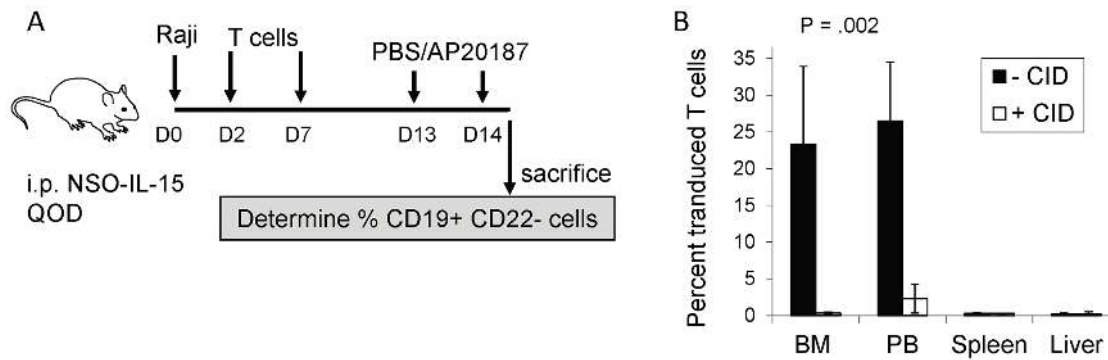 A
Raji
T cells
PBS/AP20187
D0 D2 D7 D13 D14
i.p. NSO-IL-15
QOD
sacrifice
Determine % CD19+ CD22- cells
B
P = .002
Percent tranduced T cells
35
30
25
20
15
10
5
0
- CID
+ CID
BM PB Spleen Liver